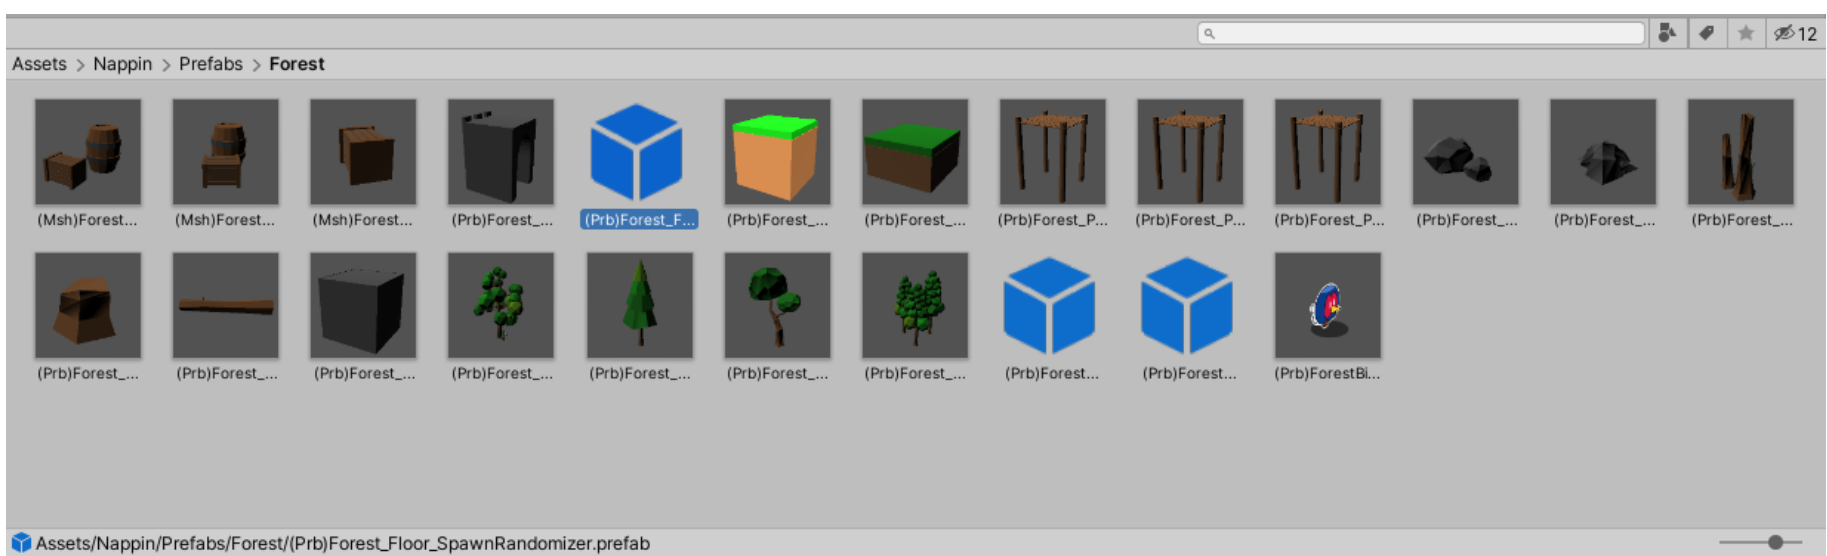 12
Assets > Nappin > Prefabs > Forest
(Msh)Forest...
(Msh)Forest...
(Msh)Forest...
(Prb)Forest_...
(Prb)Forest_F...
(Prb)Forest_...
(Prb)Forest_...
(Prb)Forest_P...
(Prb)Forest_P...
(Prb)Forest_P...
(Prb)Forest_...
(Prb)Forest_...
(Prb)Forest_...
(Prb)Forest_...
(Prb)Forest_...
(Prb)Forest_...
(Prb)Forest_...
(Prb)Forest_...
(Prb)Forest_...
(Prb)Forest_...
(Prb)Forest...
(Prb)Forest...
(Prb)ForestBi...
Assets/Nappin/Prefabs/Forest/(Prb)Forest_Floor_SpawnRandomizer.prefab